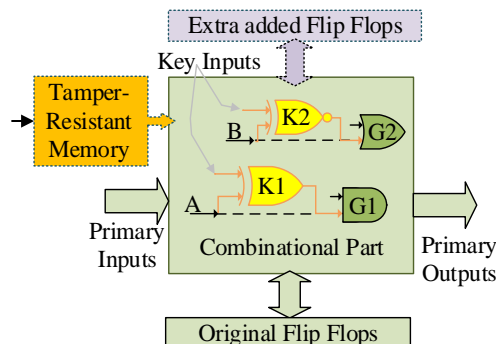 Extra added Flip Flops
Key Inputs
Tamper-
Resistant
Memory
K2
B
G2
K1
A
G1
Primary
Inputs
Combinational Part
Primary
Outputs
Original Flip Flops